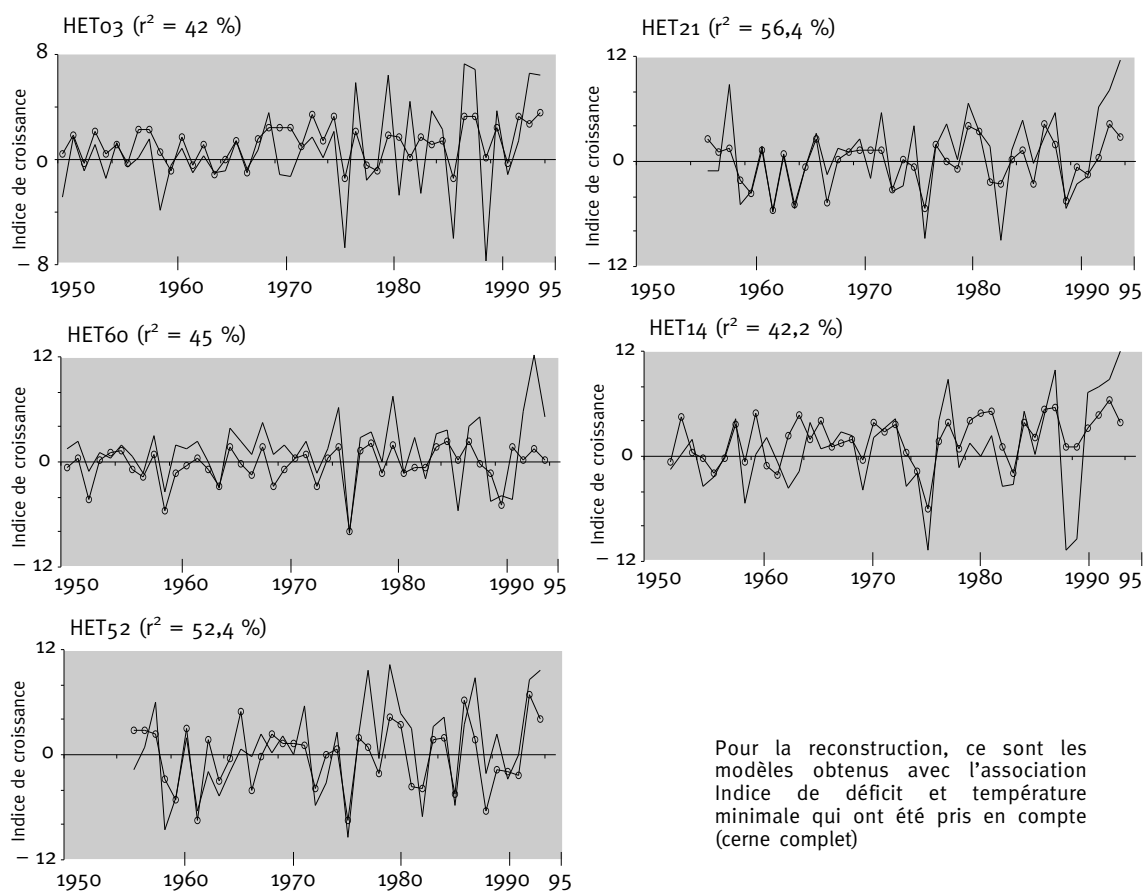 HET03 (r² = 42 %)
8
0
– 8
Indice de croissance
1950 1960 1970 1980 1990 95
HET21 (r² = 56,4 %)
12
0
– 12
Indice de croissance
1950 1960 1970 1980 1990 95
HET60 (r² = 45 %)
12
0
– 12
Indice de croissance
1950 1960 1970 1980 1990 95
HET14 (r² = 42,2 %)
12
0
– 12
Indice de croissance
1950 1960 1970 1980 1990 95
HET52 (r² = 52,4 %)
12
0
– 12
Indice de croissance
1950 1960 1970 1980 1990 95
Pour la reconstruction, ce sont les
modèles obtenus avec l'association
Indice de déficit et température
minimale qui ont été pris en compte
(cerne complet)